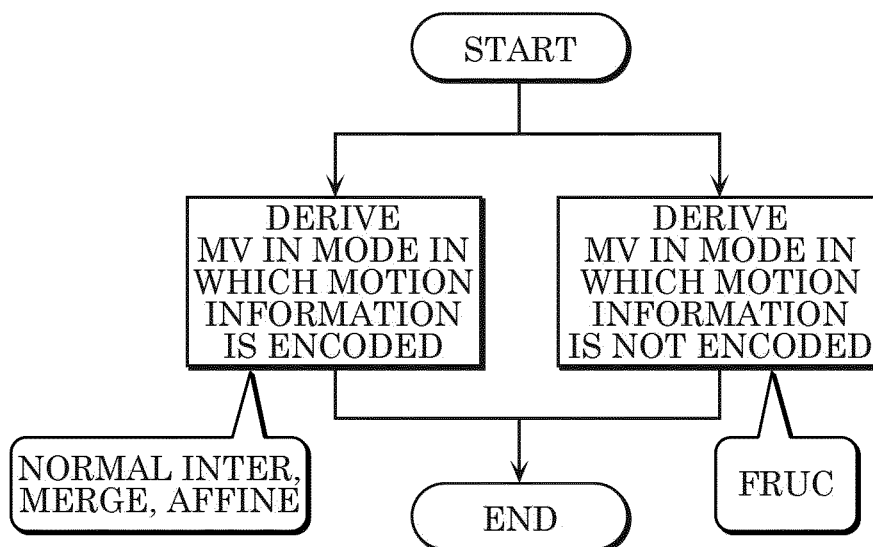 START
DERIVE
MV IN MODE IN
WHICH MOTION
INFORMATION
IS ENCODED
DERIVE
MV IN MODE IN
WHICH MOTION
INFORMATION
IS NOT ENCODED
NORMAL INTER,
MERGE, AFFINE
FRUC
END